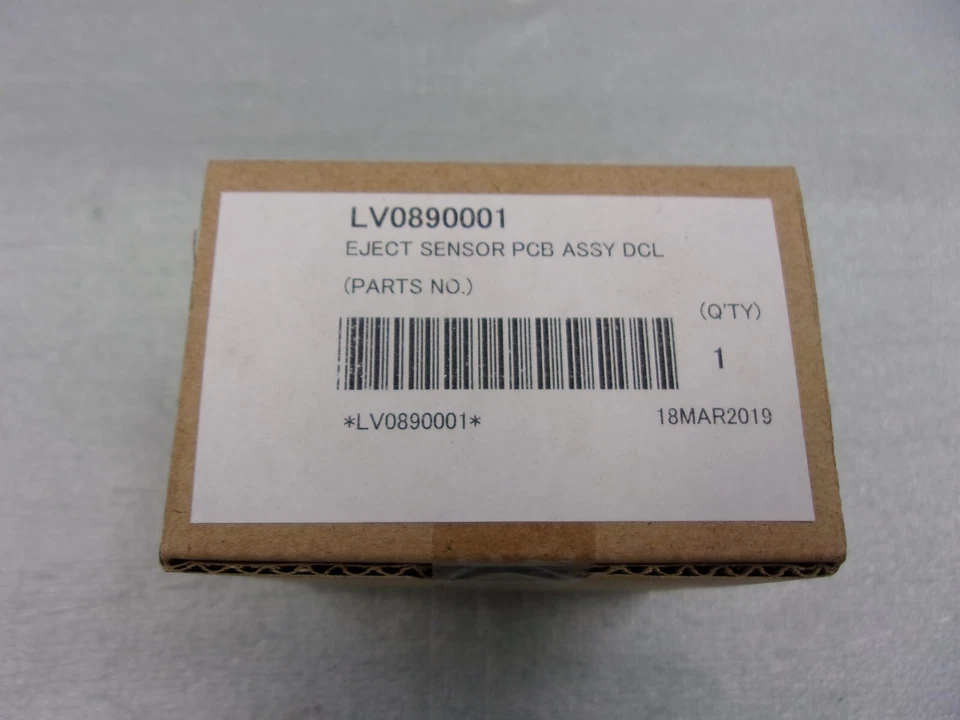 LV0890001
EJECT SENSOR PCB ASSY DCL
(PARTS NO.)
(Q'TY)
1
*LV0890001*
18MAR2019